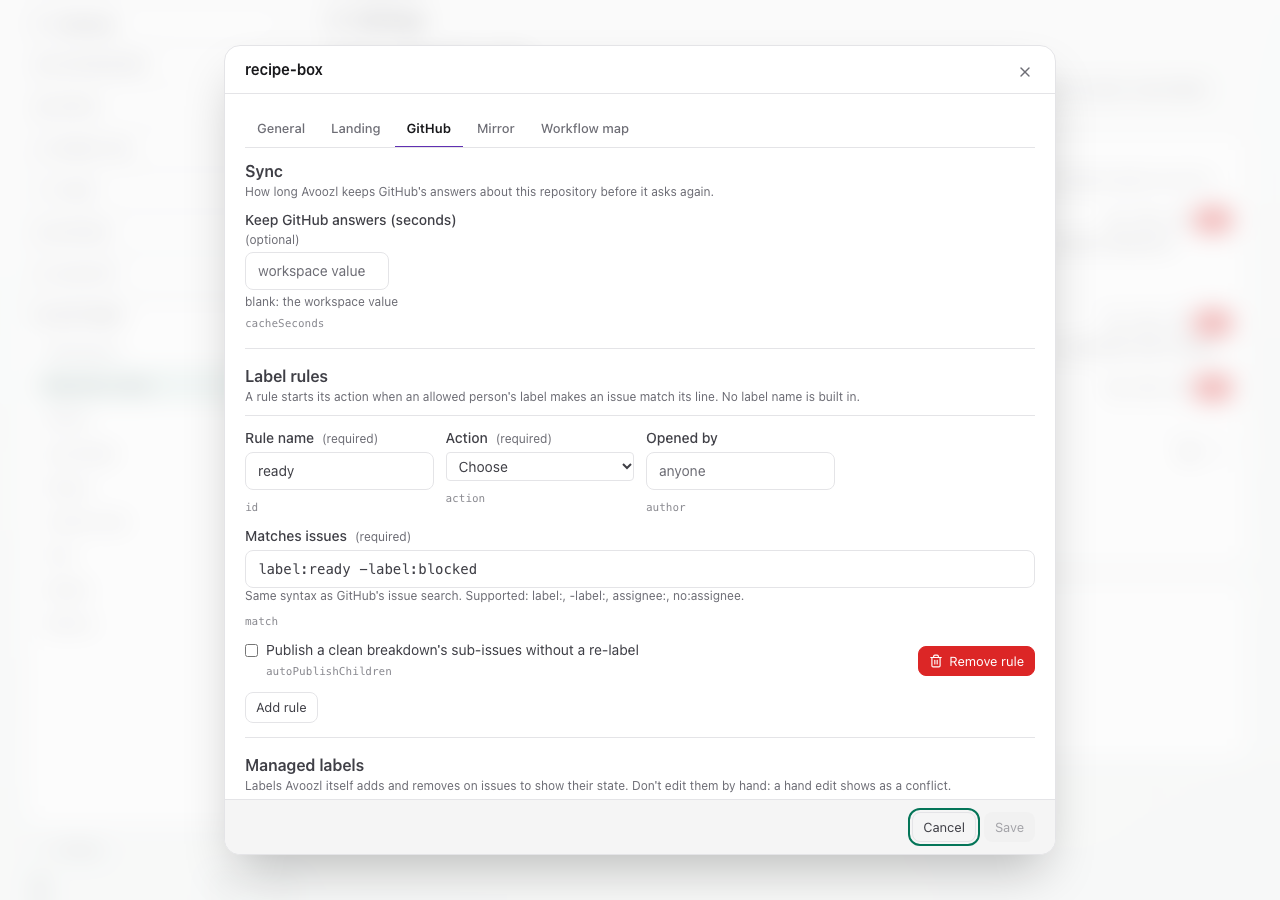 recipe-box
General Landing GitHub Mirror Workflow map
Sync
How long Avoozl keeps GitHub's answers about this repository before it asks again.
Keep GitHub answers (seconds)
(optional)
workspace value
blank: the workspace value
cacheSeconds
Label rules
A rule starts its action when an allowed person's label makes an issue match its line. No label name is built in.
Rule name (required) Action (required) Opened by
ready Choose anyone
id action author
Matches issues (required)
label:ready -label:blocked
Same syntax as GitHub's issue search. Supported: label:, -label:, assignee:, no:assignee.
match
Publish a clean breakdown's sub-issues without a re-label
autoPublishChildren
Remove rule
Add rule
Managed labels
Labels Avoozl itself adds and removes on issues to show their state. Don't edit them by hand: a hand edit shows as a conflict.
Cancel Save